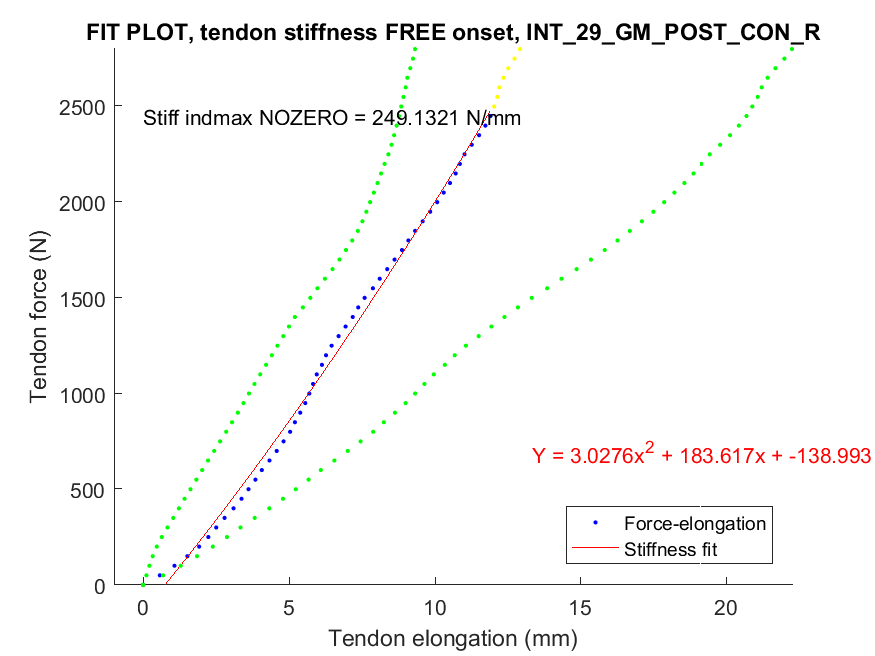 FIT PLOT, tendon stiffness FREE onset, INT_29_GM_POST_CON_R
Stiff indmax NOZERO = 249.1321 N/mm
Tendon force (N)
2500
2000
1500
1000
500
0
Y = 3.0276x² + 183.617x + -138.993
Force-elongation
Stiffness fit
0 5 10 15 20
Tendon elongation (mm)